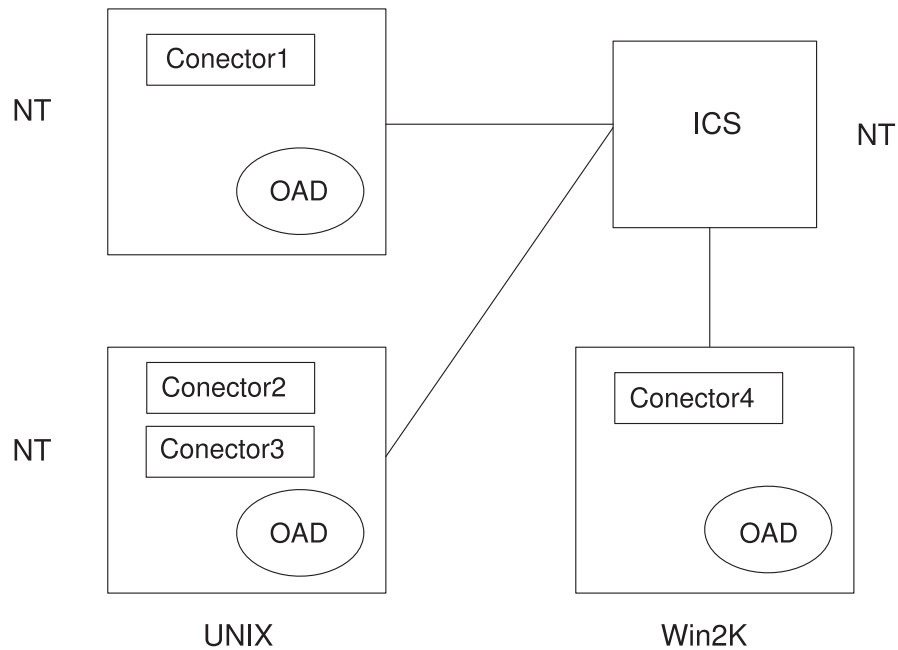 Conector1
NT
OAD
ICS
NT
Conector2
Conector3
NT
OAD
UNIX
Conector4
OAD
Win2K